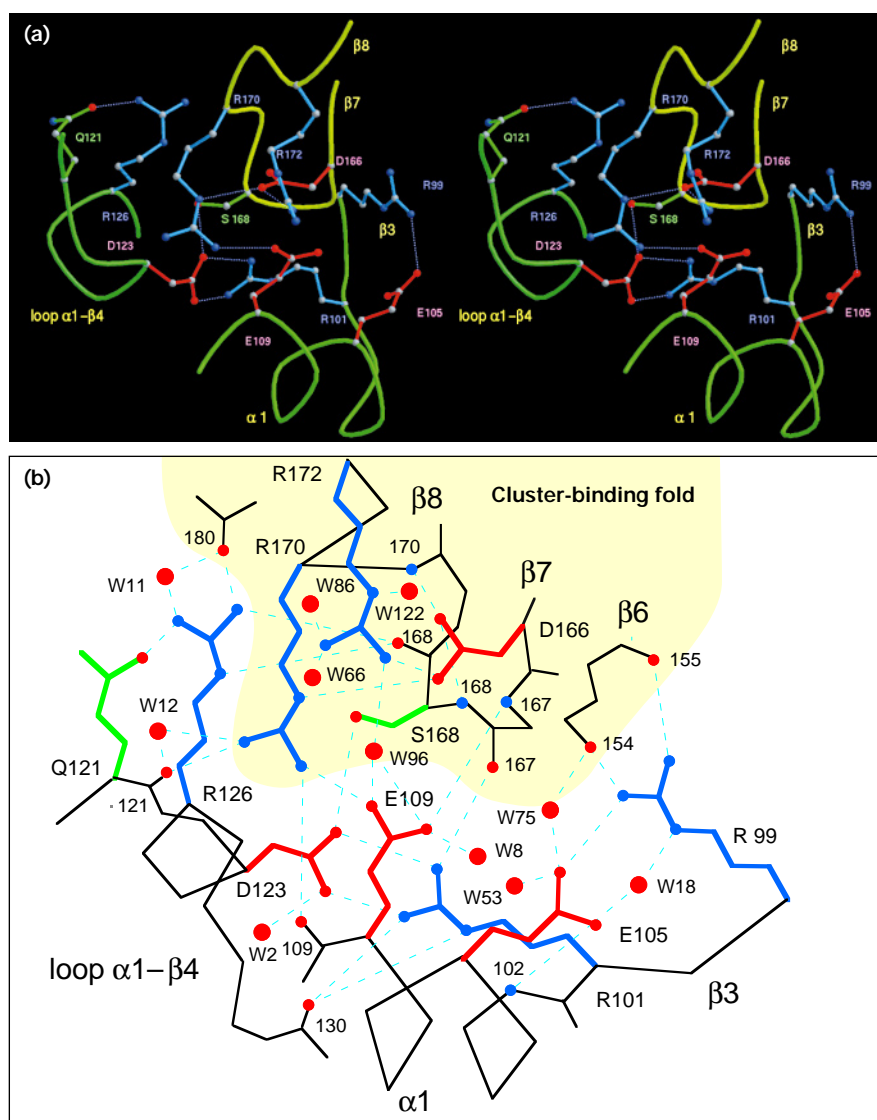 (a)
β8
R170
β7
Q121
R172
D166
R99
R126
S 168
β3
D123
loop α1–β4
R101
E105
E109
α 1
β8
R170
β7
Q121
R172
D166
R99
R126
S 168
β3
D123
loop α1–β4
R101
E105
E109
α 1
(b)
R172
β8
Cluster-binding fold
180
R170
170
β7
W11
W86
W122
β6
D166
168
155
W66
W12
168
167
S168
154
Q121
W96
167
121
R126
E109
W75
R 99
W8
D123
W53
W18
W2
109
E105
loop α1–β4
102
R101
β3
130
α1